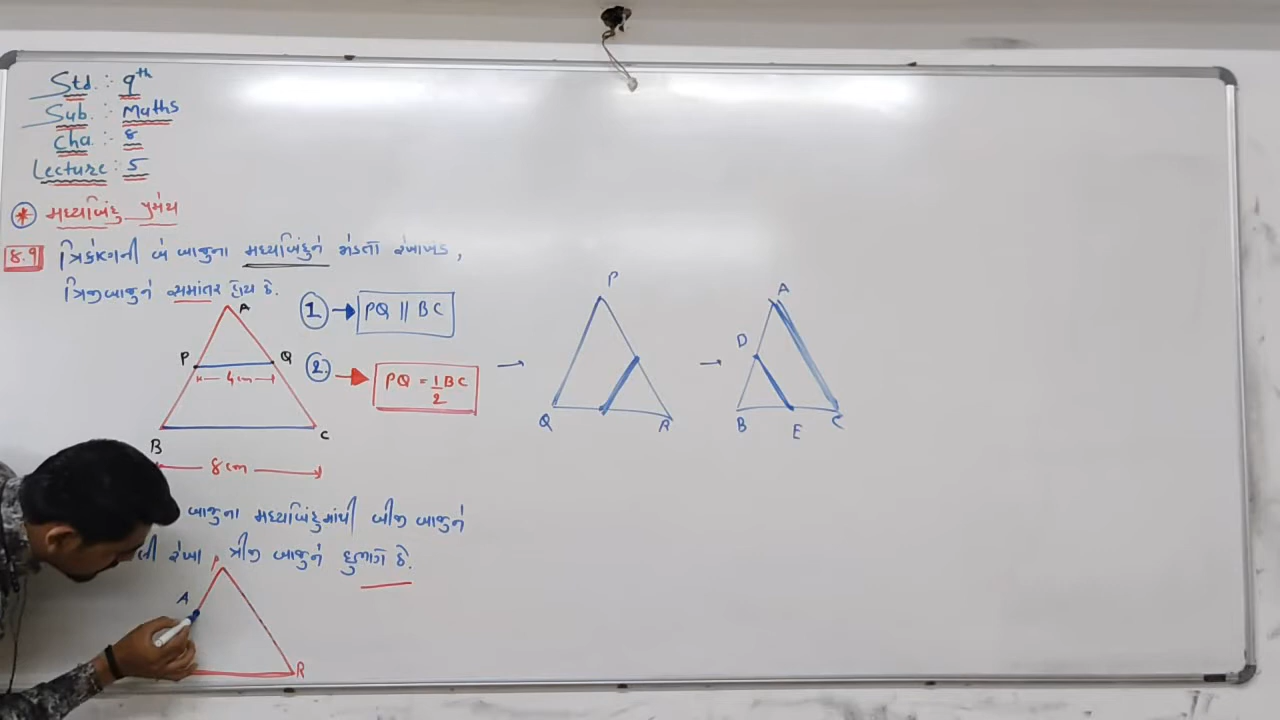 Std. : 9th
Sub. : Maths
Cha. : 8
Lecture : 5
* મધ્યબિંદુ પ્રમેય
8.9 ત્રિકોણની બે બાજુના મધ્યબિંદુને જોડતો રેખાખંડ,
ત્રિજીબાજુને સમાંતર હોય છે.
A
P Q
4cm
B C
8cm
1. → PQ || BC
2. → PQ = 1/2 BC
→
P
Q R
→
A
D
B E C
બાજુના મધ્યબિંદુમાંથી બીજી બાજુને
રેખા ત્રીજી બાજુને દુભાગે છે.
P
A
R